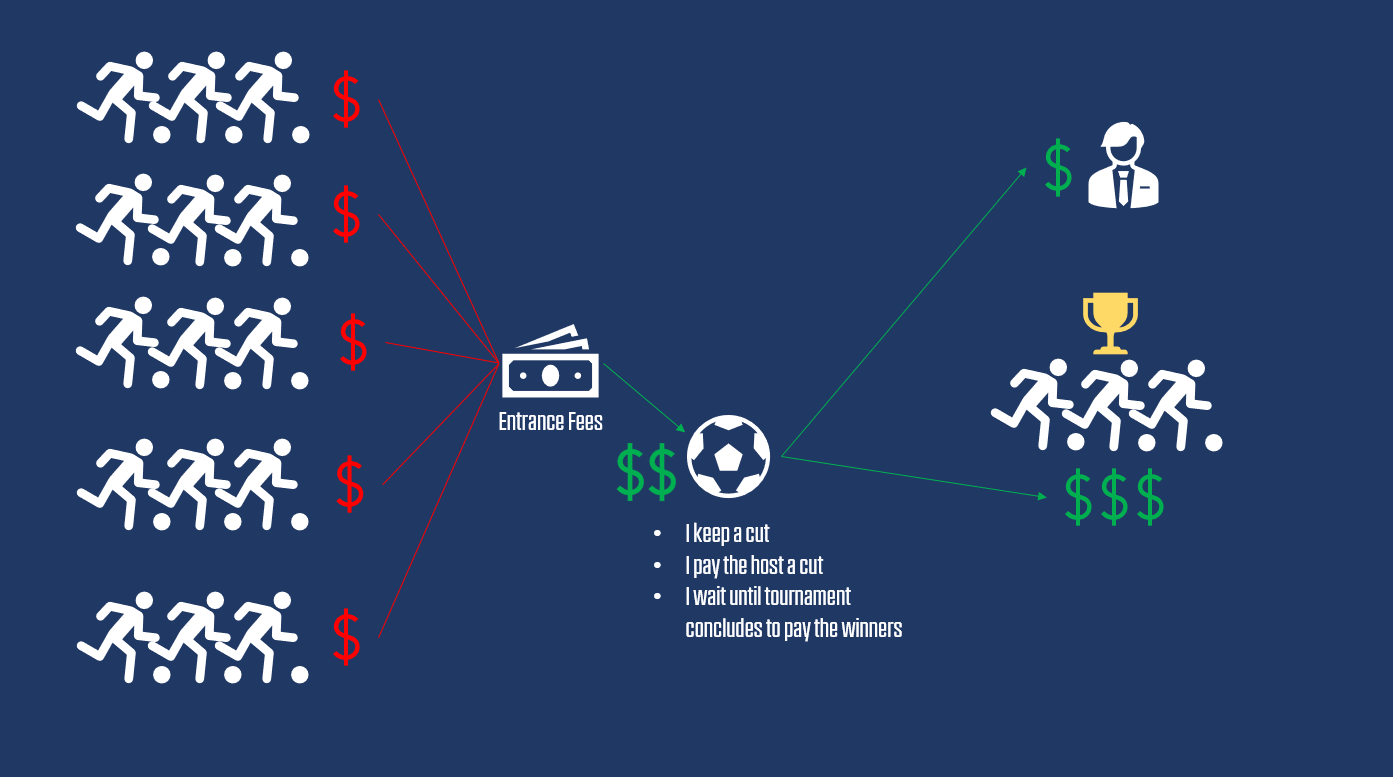 $
$
$
$
$
$
$$
$$$
Entrance Fees
• I keep a cut
• I pay the host a cut
• I wait until tournament
concludes to pay the winners